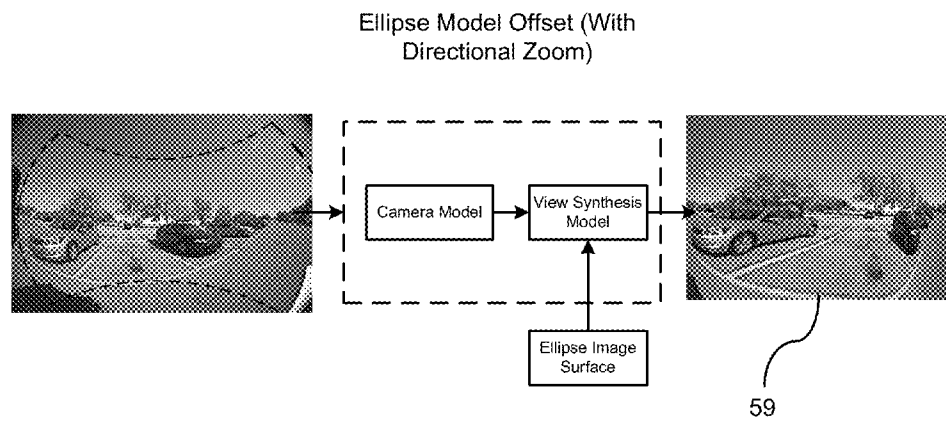 Ellipse Model Offset (With
Directional Zoom)
Camera Model
View Synthesis
Model
Ellipse Image
Surface
59